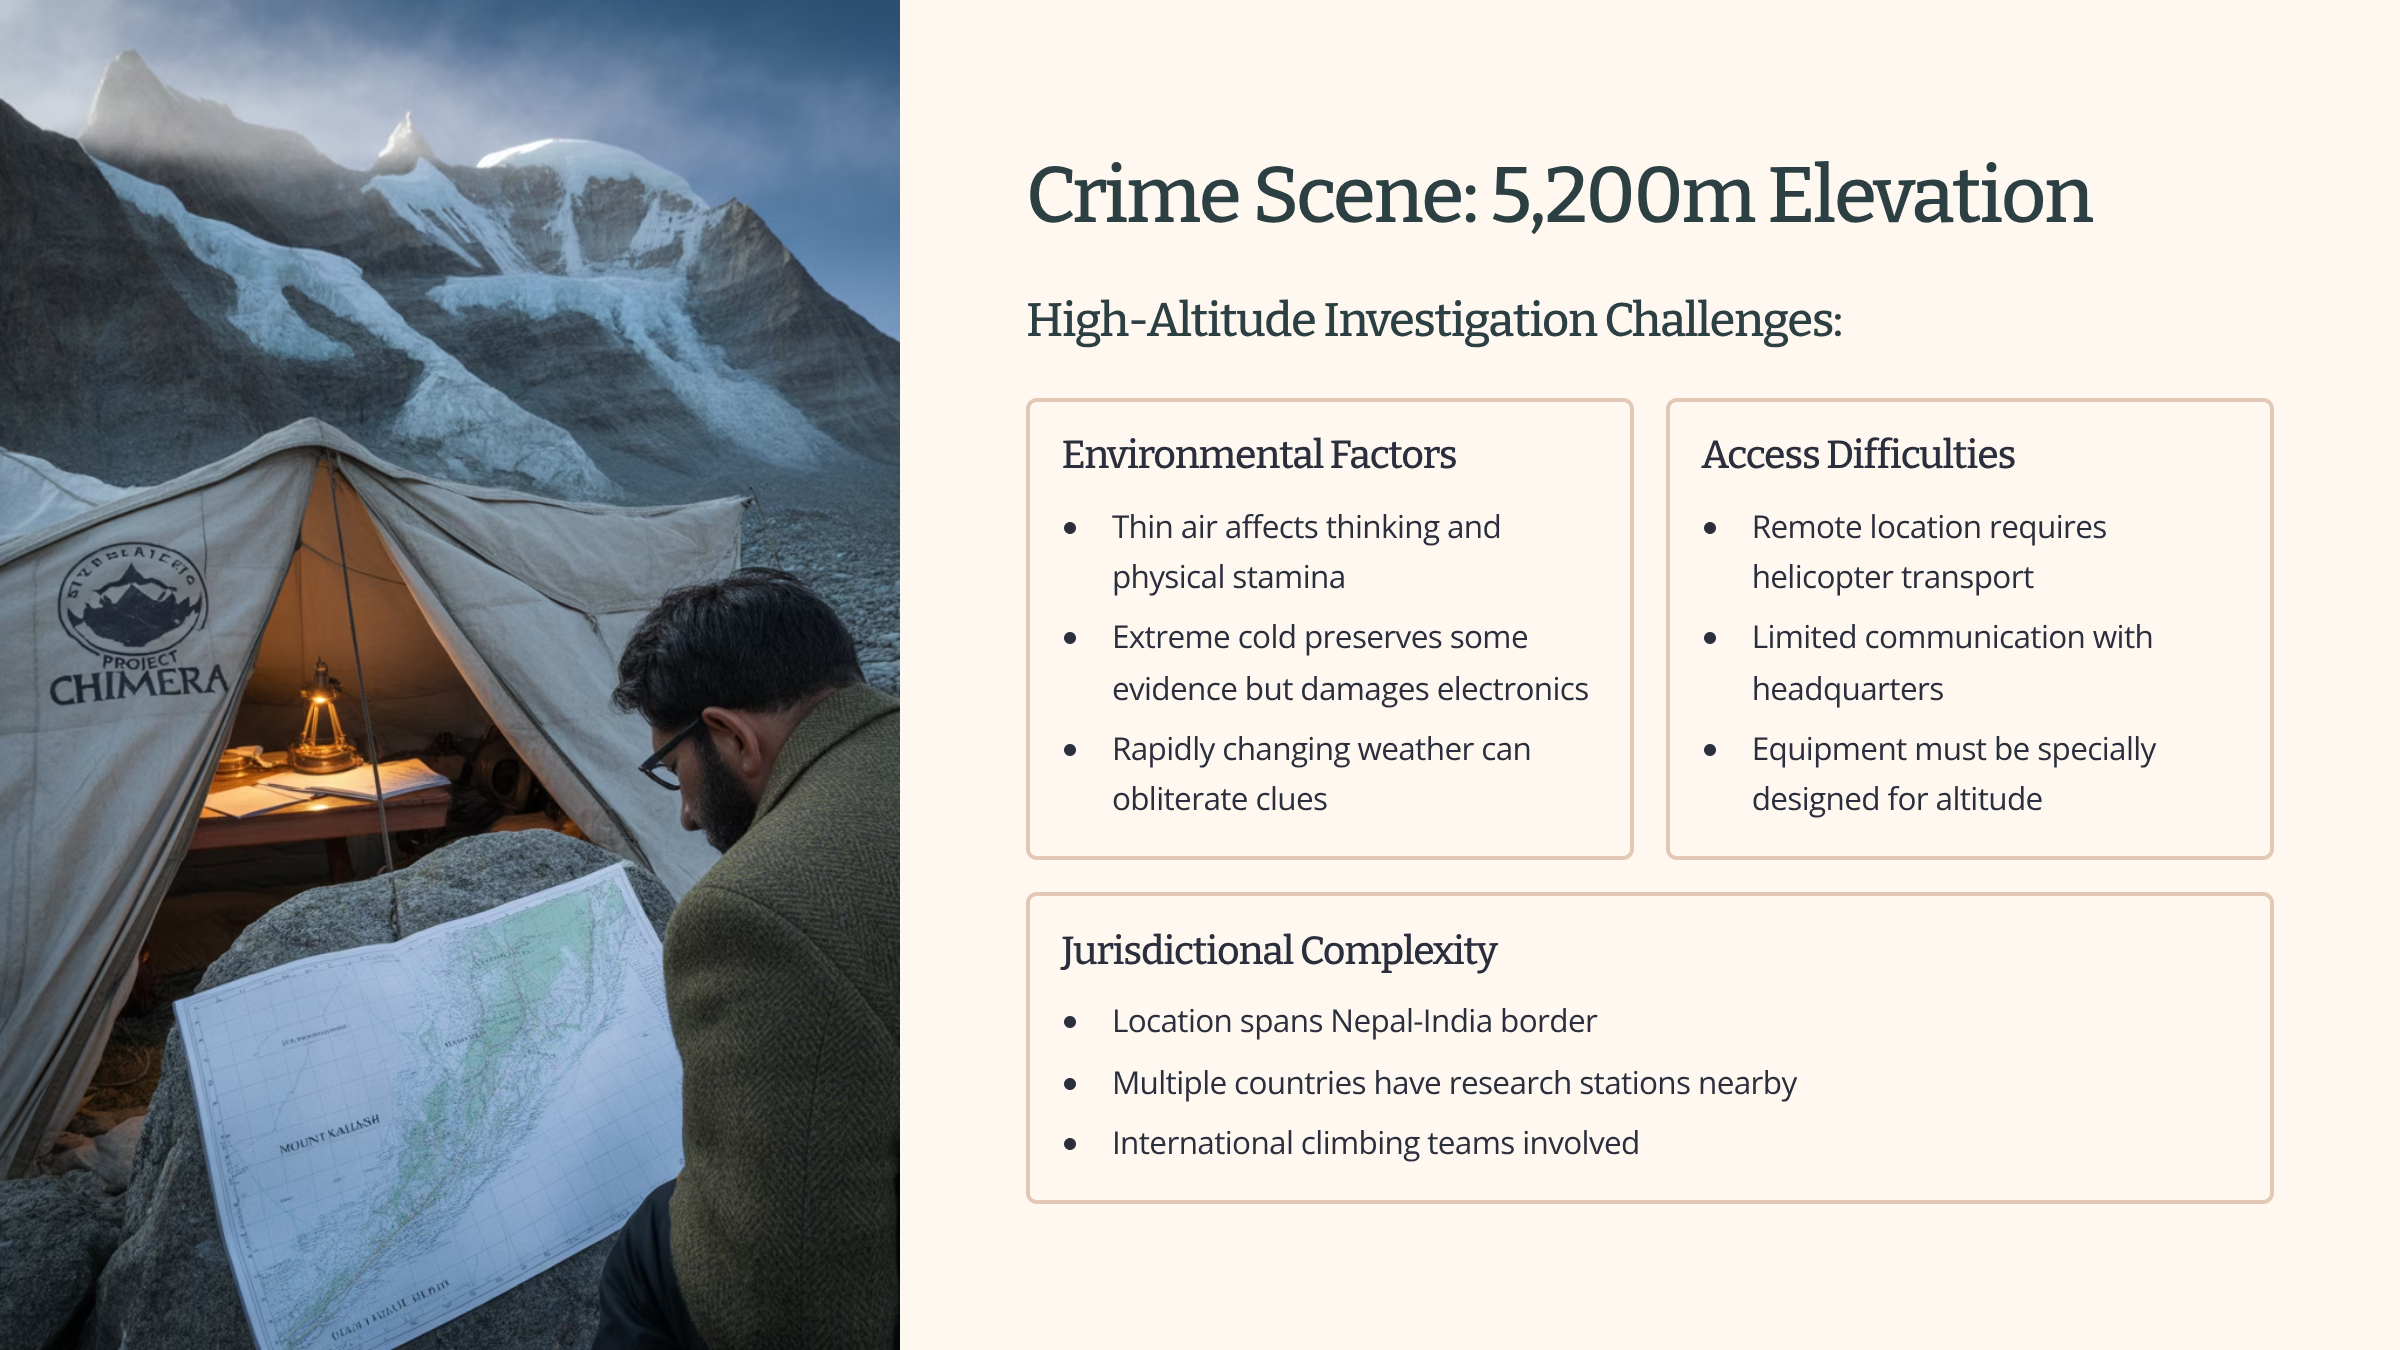 PROJECT
CHIMERA
MOUNT KAILASH
Crime Scene: 5,200m Elevation
High-Altitude Investigation Challenges:
Environmental Factors
• Thin air affects thinking and
physical stamina
• Extreme cold preserves some
evidence but damages electronics
• Rapidly changing weather can
obliterate clues
Access Difficulties
• Remote location requires
helicopter transport
• Limited communication with
headquarters
• Equipment must be specially
designed for altitude
Jurisdictional Complexity
• Location spans Nepal-India border
• Multiple countries have research stations nearby
• International climbing teams involved